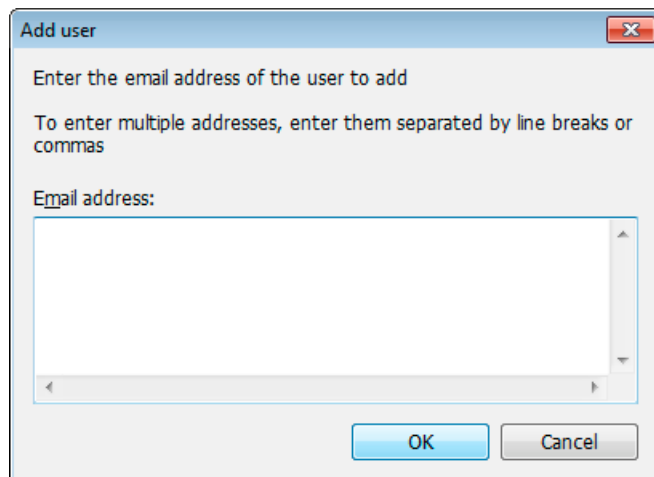 Add user
Enter the email address of the user to add
To enter multiple addresses, enter them separated by line breaks or
commas
Email address:
OK
Cancel